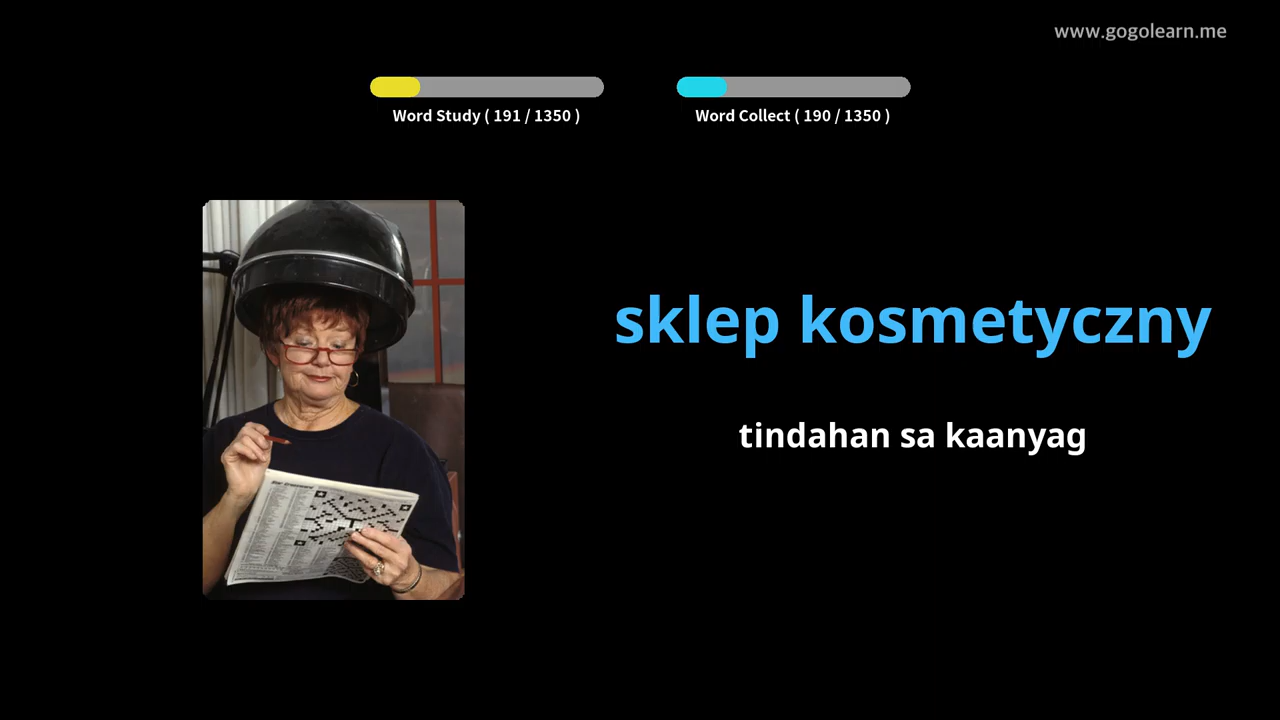 www.gogolearn.me
Word Study ( 191 / 1350 )
Word Collect ( 190 / 1350 )
sklep kosmetyczny
tindahan sa kaanyag